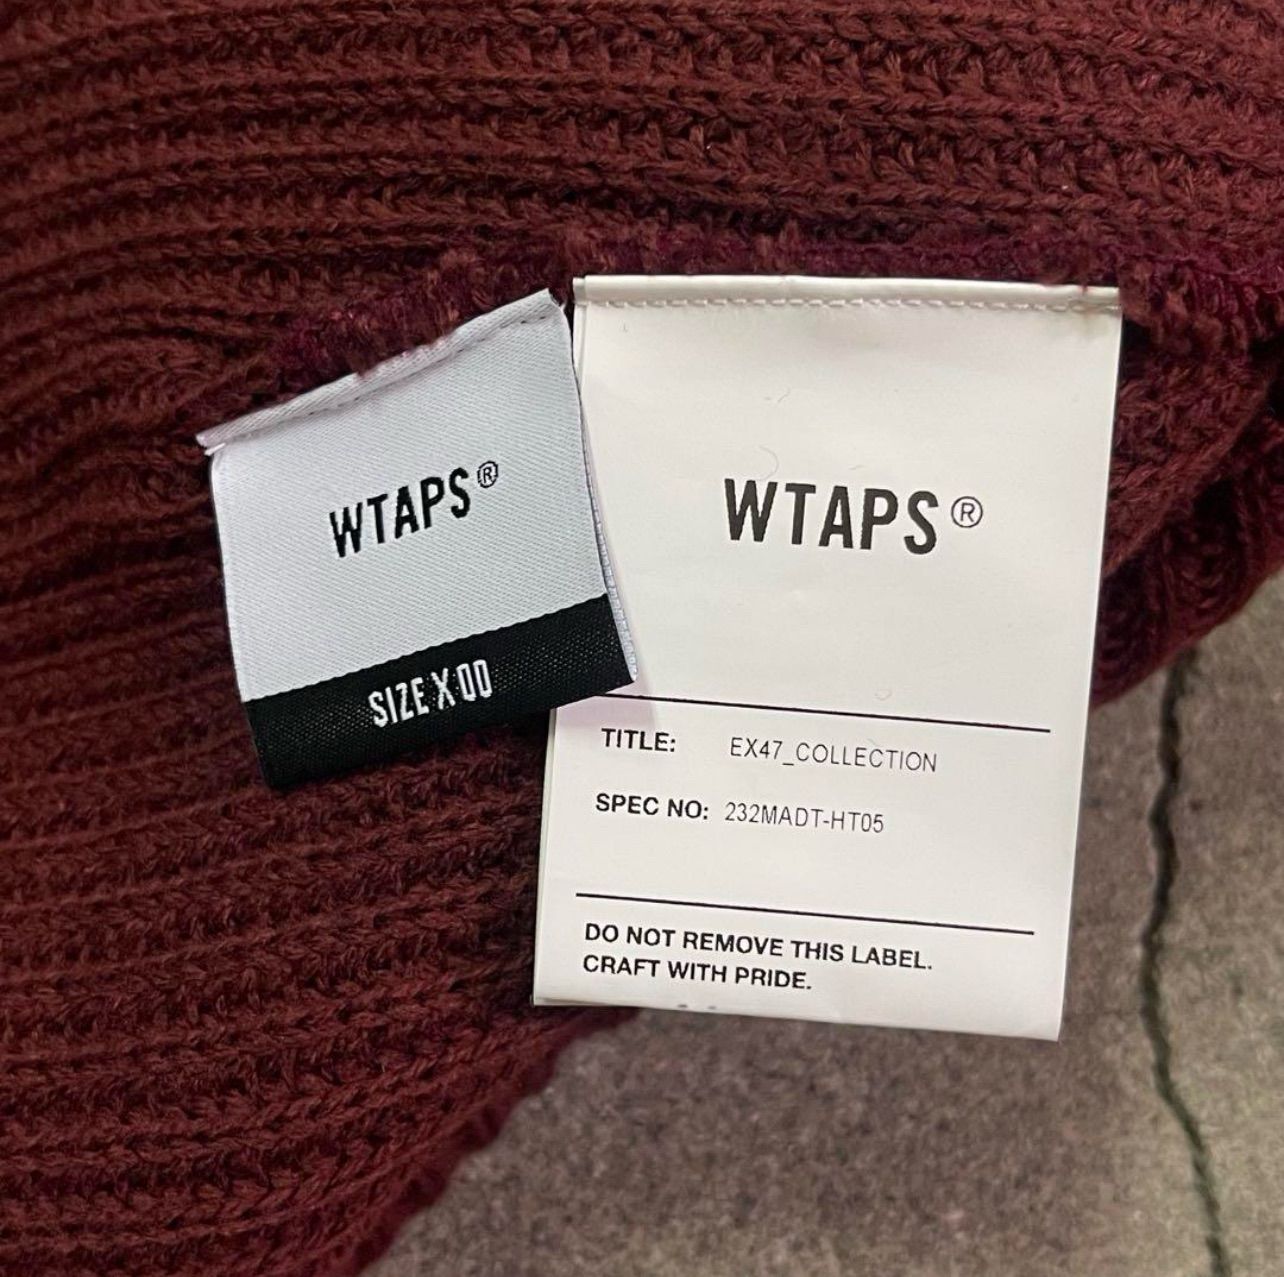 WTAPS®
SIZE X 00
WTAPS®
TITLE: EX47_COLLECTION
SPEC NO: 232MADT-HT05
DO NOT REMOVE THIS LABEL.
CRAFT WITH PRIDE.